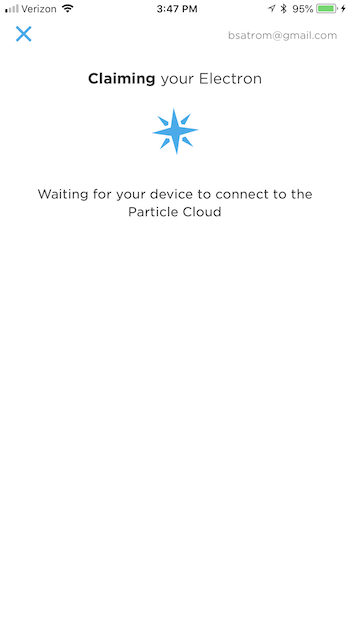 Verizon 3:47 PM 95%
bsatrom@gmail.com
Claiming your Electron
Waiting for your device to connect to the
Particle Cloud